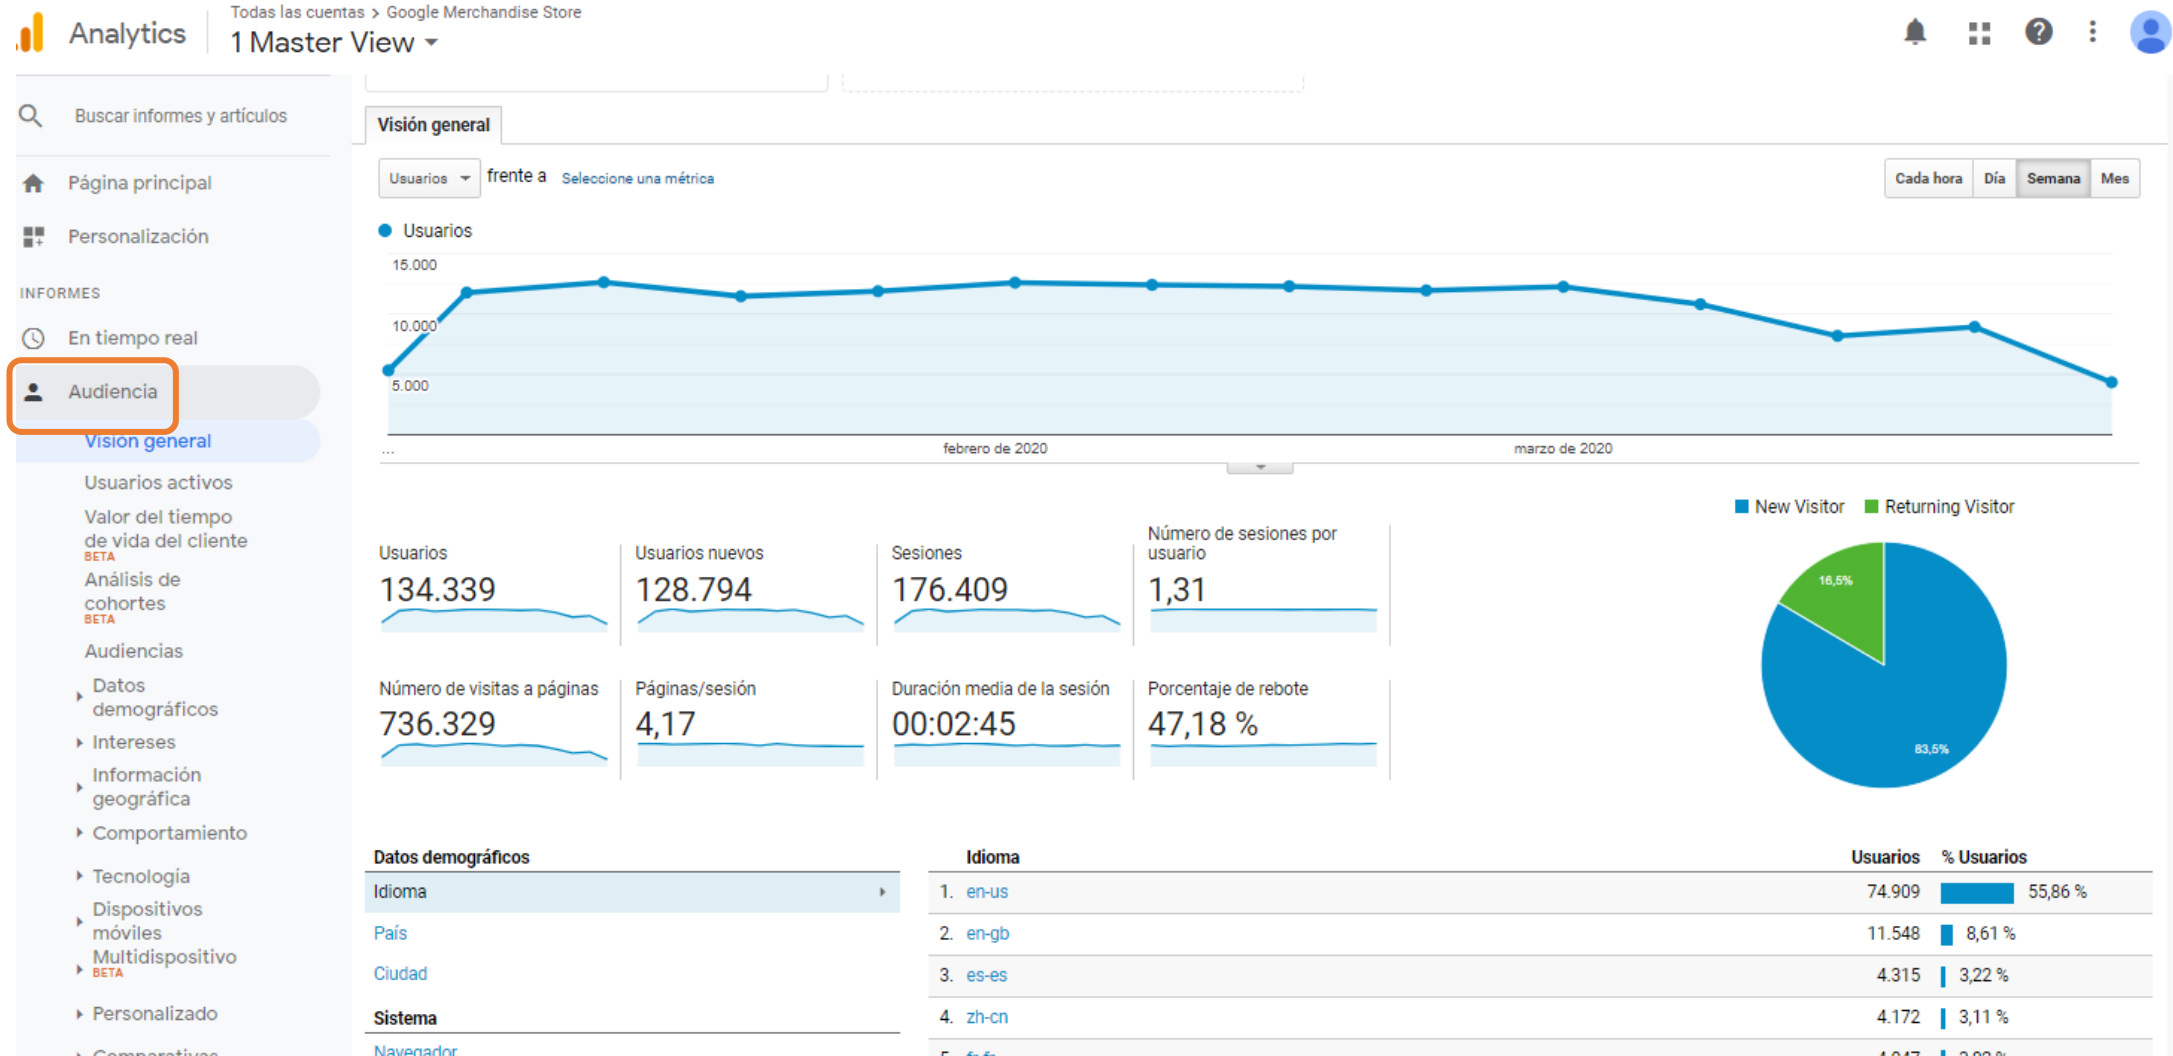 Todas las cuentas > Google Merchandise Store
Analytics
1 Master View
Buscar informes y artículos
Página principal
Personalización
INFORMES
En tiempo real
Audiencia
Visión general
Usuarios activos
Valor del tiempo
de vida del cliente
BETA
Análisis de
cohortes
BETA
Audiencias
Datos
demográficos
Intereses
Información
geográfica
Comportamiento
Tecnología
Dispositivos
móviles
Multidispositivo
BETA
Personalizado
Comparativas
Visión general
Usuarios frente a Seleccione una métrica
Cada hora Día Semana Mes
Usuarios
15.000
10.000
5.000
... febrero de 2020 marzo de 2020
New Visitor Returning Visitor
Usuarios
134.339
Usuarios nuevos
128.794
Sesiones
176.409
Número de sesiones por
usuario
1,31
Número de visitas a páginas
736.329
Páginas/sesión
4,17
Duración media de la sesión
00:02:45
Porcentaje de rebote
47,18 %
16,5%
83,5%
Datos demográficos
Idioma
País
Ciudad
Sistema
Navegador
Idioma Usuarios % Usuarios
1. en-us 74.909 55,86 %
2. en-gb 11.548 8,61 %
3. es-es 4.315 3,22 %
4. zh-cn 4.172 3,11 %
5. fr-fr